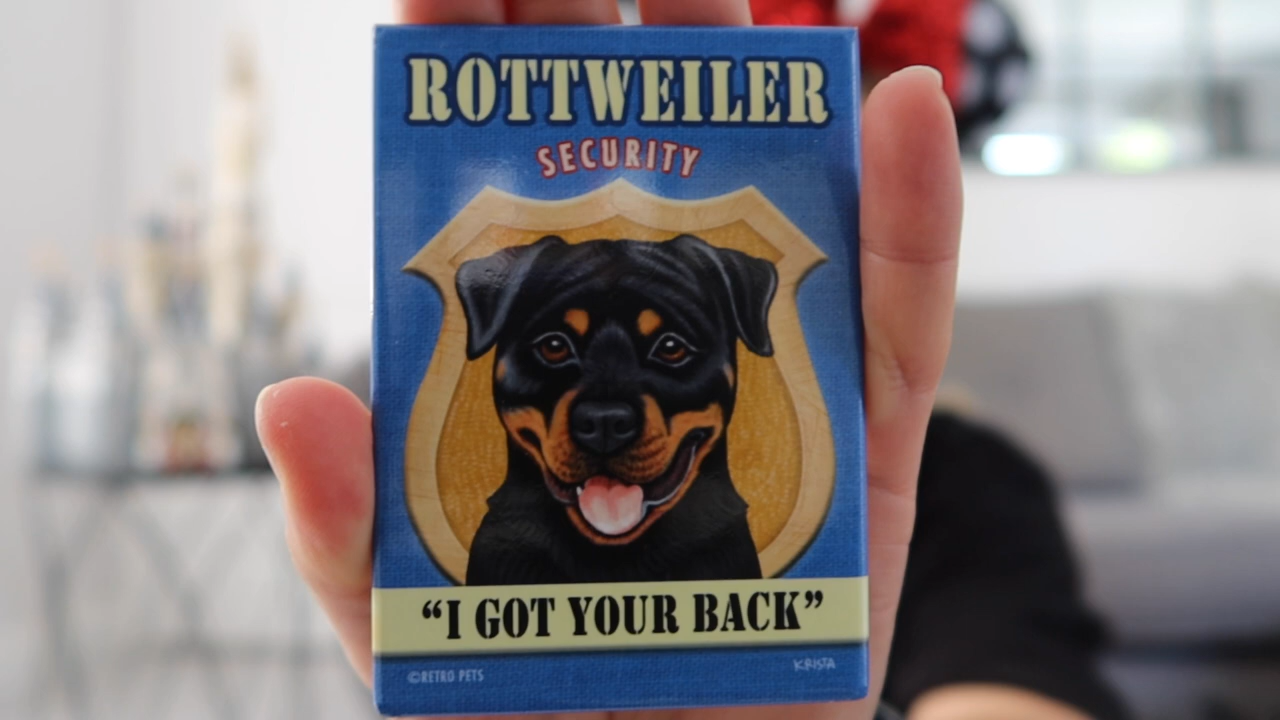 ROTTWEILER
SECURITY
“I GOT YOUR BACK”
©RETRO PETS
KRISTA